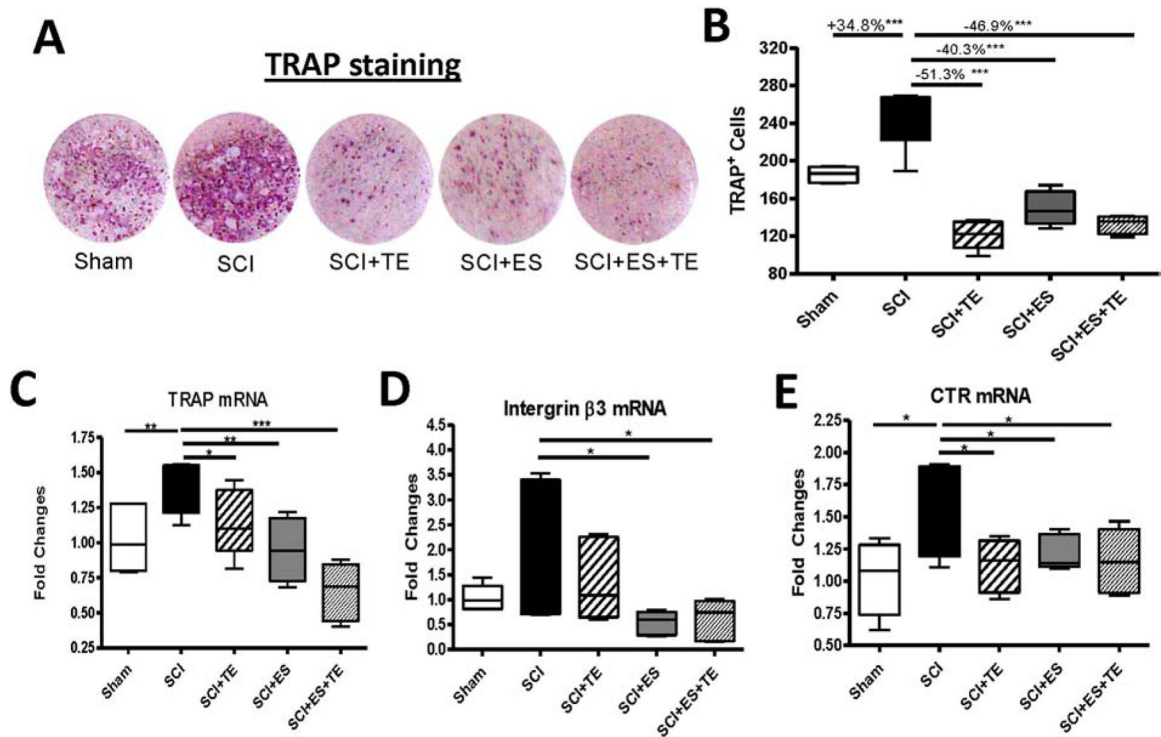 A
TRAP staining
Sham
SCI
SCI+TE
SCI+ES
SCI+ES+TE
B
+34.8%***
-46.9%***
-40.3%***
-51.3% ***
TRAP⁺ Cells
320
280
240
200
160
120
80
Sham
SCI
SCI+TE
SCI+ES
SCI+ES+TE
C
TRAP mRNA
**
***
**
*
Fold Changes
1.75
1.50
1.25
1.00
0.75
0.50
0.25
Sham
SCI
SCI+TE
SCI+ES
SCI+ES+TE
D
Intergrin β3 mRNA
*
*
Fold Changes
4.5
4.0
3.5
3.0
2.5
2.0
1.5
1.0
0.5
0.0
Sham
SCI
SCI+TE
SCI+ES
SCI+ES+TE
E
CTR mRNA
*
*
*
*
Fold Changes
2.25
2.00
1.75
1.50
1.25
1.00
0.75
0.50
Sham
SCI
SCI+TE
SCI+ES
SCI+ES+TE